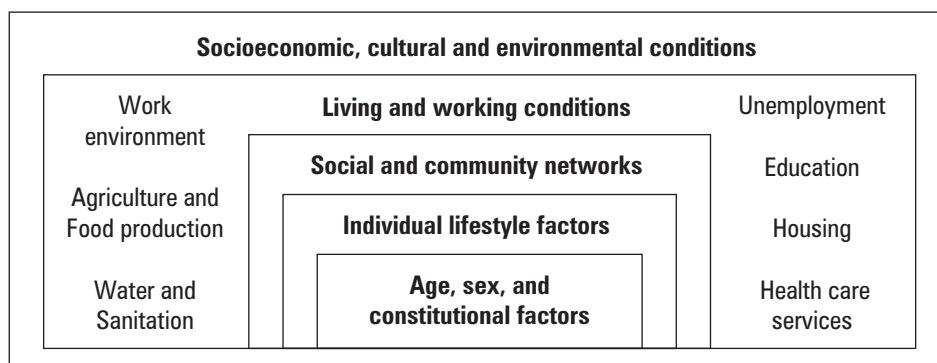 Socioeconomic, cultural and environmental conditions
Work
environment
Agriculture and
Food production
Water and
Sanitation
Living and working conditions
Social and community networks
Individual lifestyle factors
Age, sex, and
constitutional factors
Unemployment
Education
Housing
Health care
services